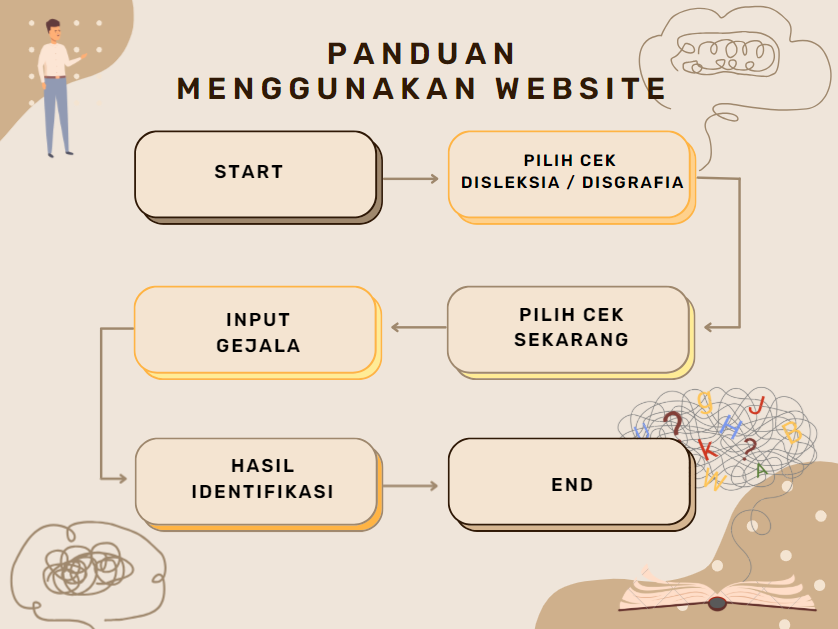 PANDUAN
MENGGUNAKAN WEBSITE
START
PILIH CEK
DISLEKSIA / DISGRAFIA
PILIH CEK
SEKARANG
INPUT
GEJALA
HASIL
IDENTIFIKASI
END
g J
? H B
K ?
W A